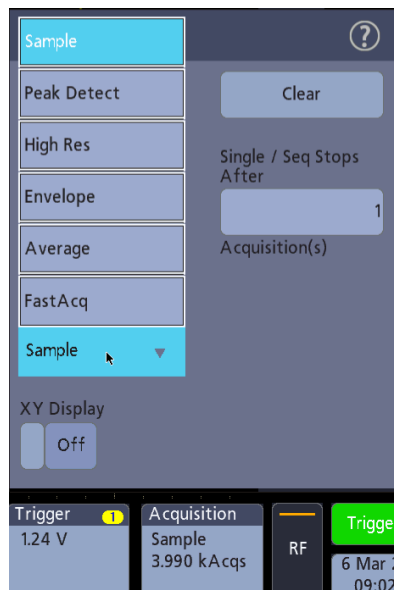 Sample
?
Peak Detect
Clear
High Res
Single / Seq Stops
After
Envelope
1
Average
Acquisition(s)
FastAcq
Sample
XY Display
Off
Trigger 1
1.24 V
Acquisition
Sample
3.990 kAcqs
RF
Trigge
6 Mar
09:02